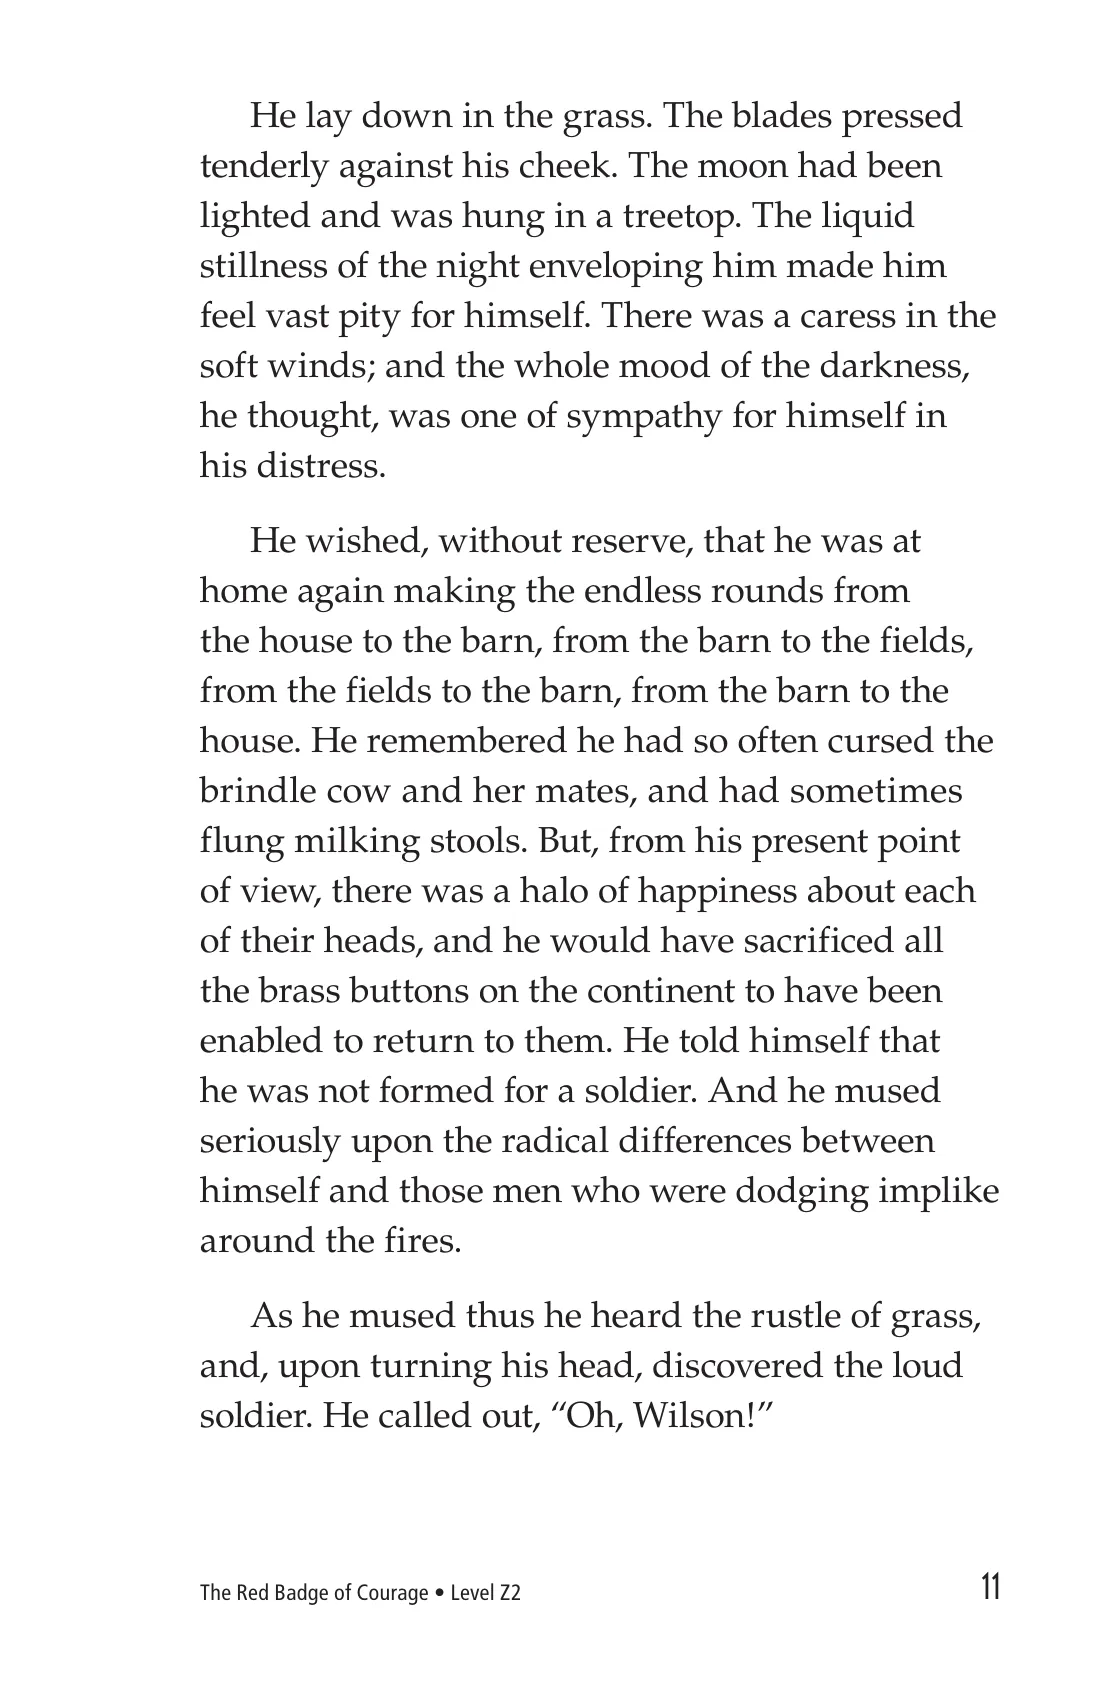 He lay down in the grass. The blades pressed
tenderly against his cheek. The moon had been
lighted and was hung in a treetop. The liquid
stillness of the night enveloping him made him
feel vast pity for himself. There was a caress in the
soft winds; and the whole mood of the darkness,
he thought, was one of sympathy for himself in
his distress.
He wished, without reserve, that he was at
home again making the endless rounds from
the house to the barn, from the barn to the fields,
from the fields to the barn, from the barn to the
house. He remembered he had so often cursed the
brindle cow and her mates, and had sometimes
flung milking stools. But, from his present point
of view, there was a halo of happiness about each
of their heads, and he would have sacrificed all
the brass buttons on the continent to have been
enabled to return to them. He told himself that
he was not formed for a soldier. And he mused
seriously upon the radical differences between
himself and those men who were dodging implike
around the fires.
As he mused thus he heard the rustle of grass,
and, upon turning his head, discovered the loud
soldier. He called out, “Oh, Wilson!”
The Red Badge of Courage • Level Z2 11